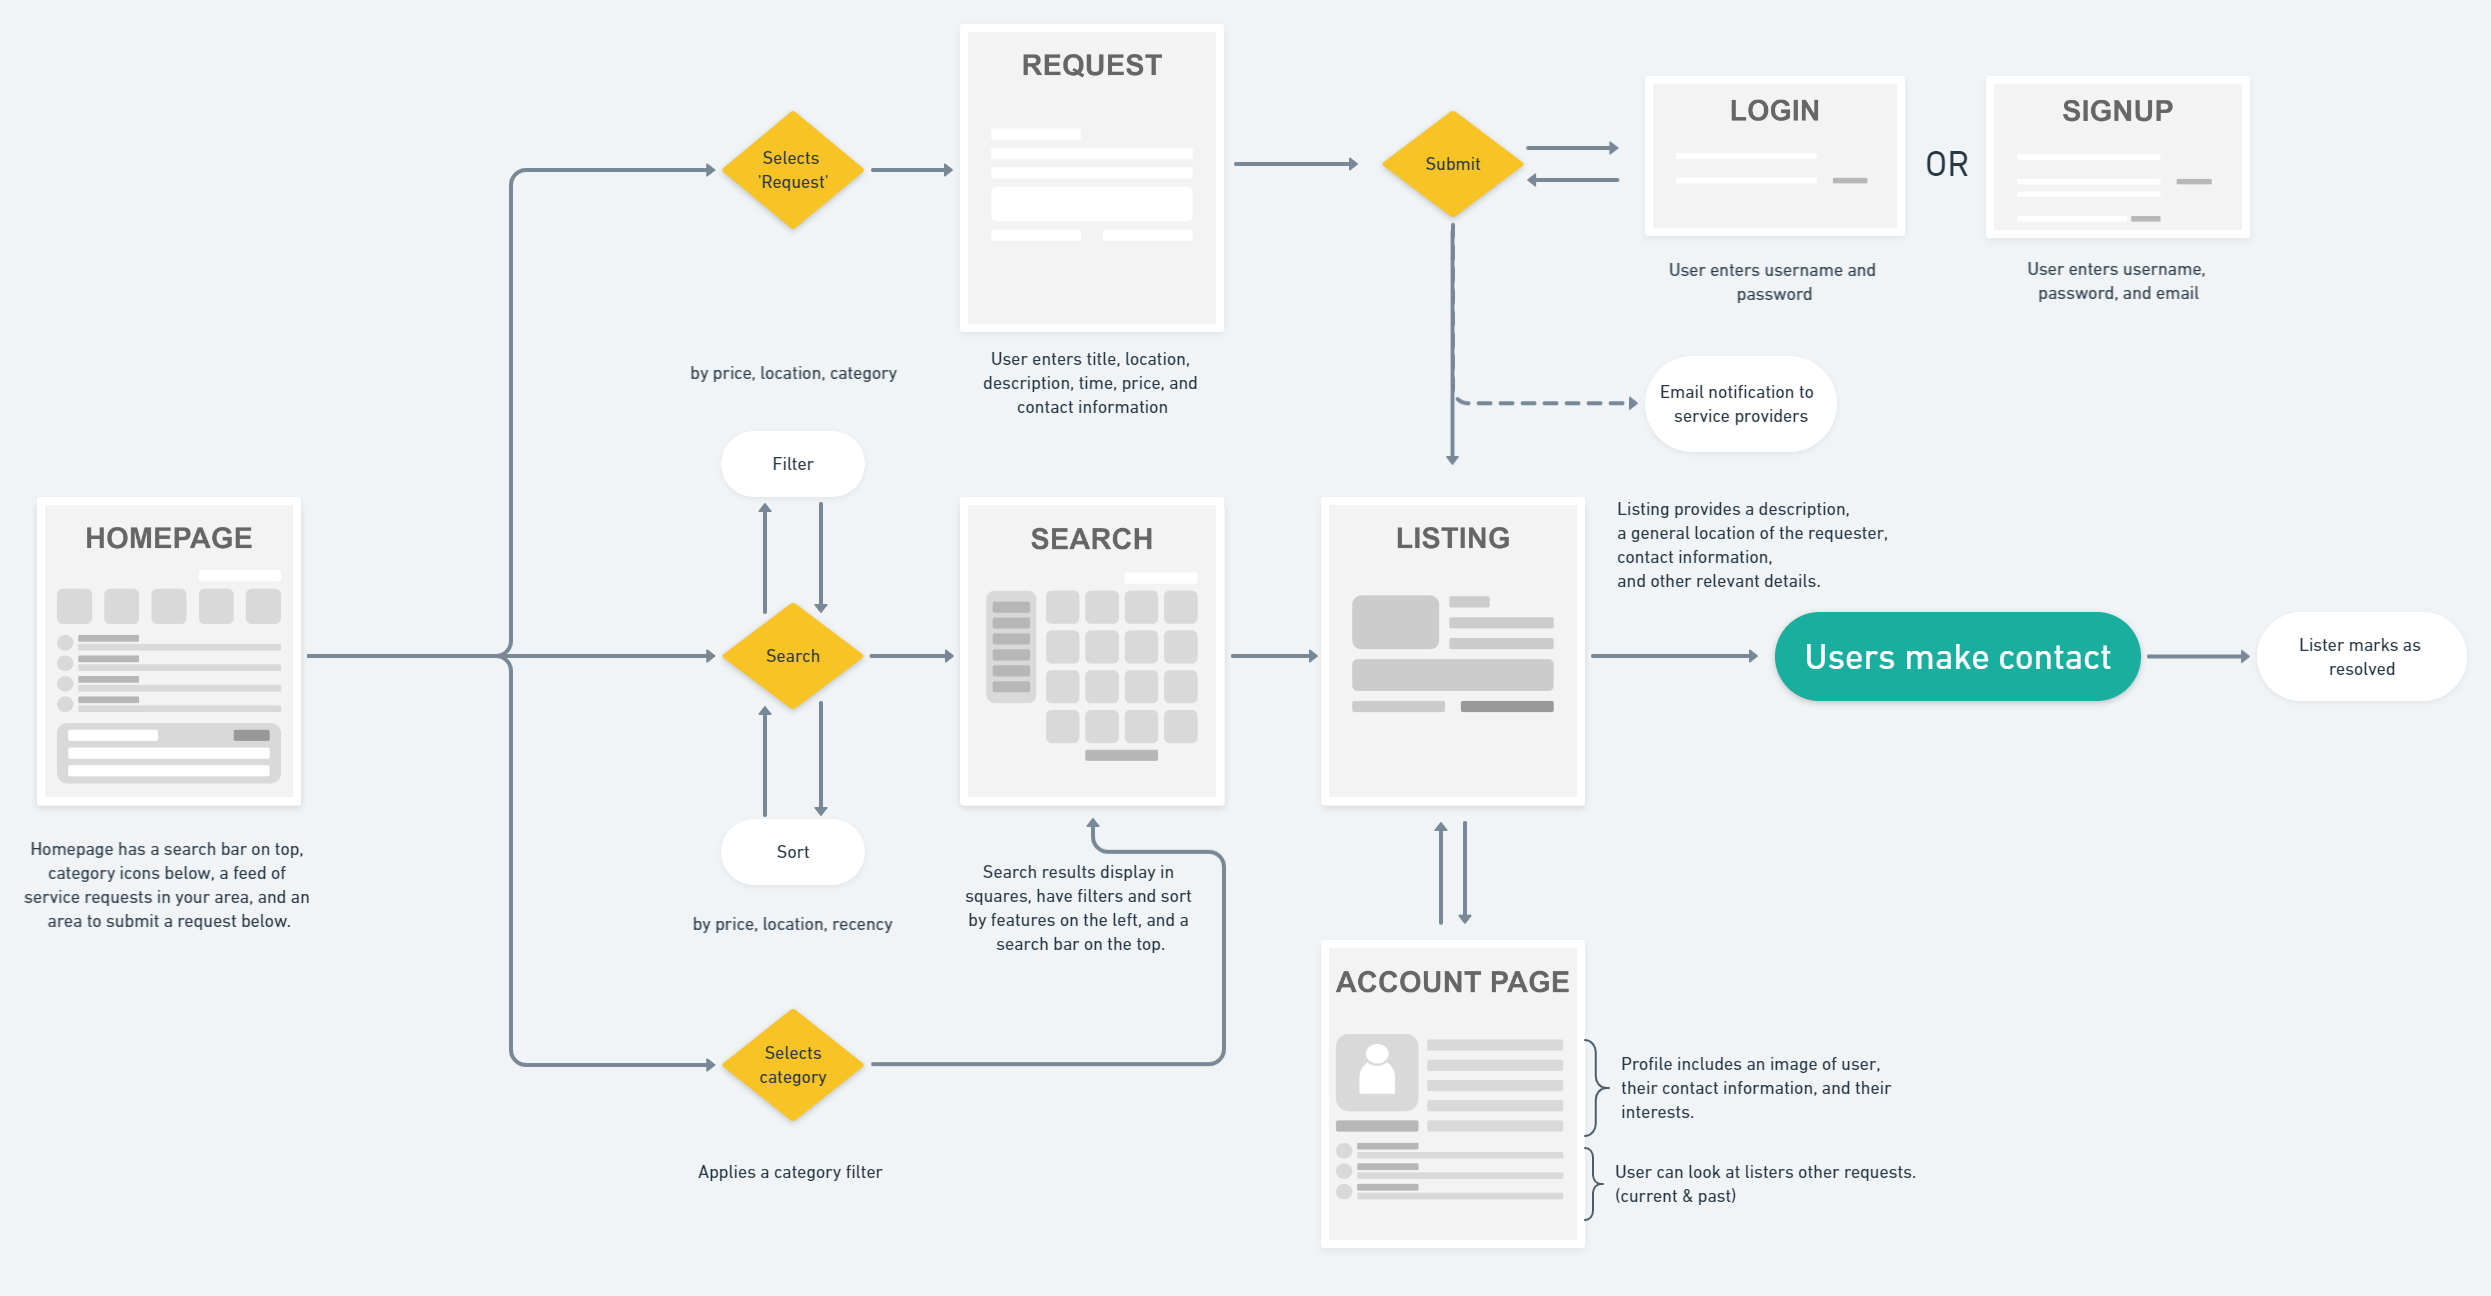 REQUEST
Selects
'Request'
Submit
LOGIN
OR
SIGNUP
User enters username and
password
User enters username,
password, and email
User enters title, location,
description, time, price, and
contact information
by price, location, category
Email notification to
service providers
Filter
HOMEPAGE
Search
SEARCH
LISTING
Listing provides a description,
a general location of the requester,
contact information,
and other relevant details.
Users make contact
Lister marks as
resolved
Homepage has a search bar on top,
category icons below, a feed of
service requests in your area, and an
area to submit a request below.
Sort
by price, location, recency
Search results display in
squares, have filters and sort
by features on the left, and a
search bar on the top.
ACCOUNT PAGE
Selects
category
Profile includes an image of user,
their contact information, and their
interests.
Applies a category filter
User can look at listers other requests.
(current & past)